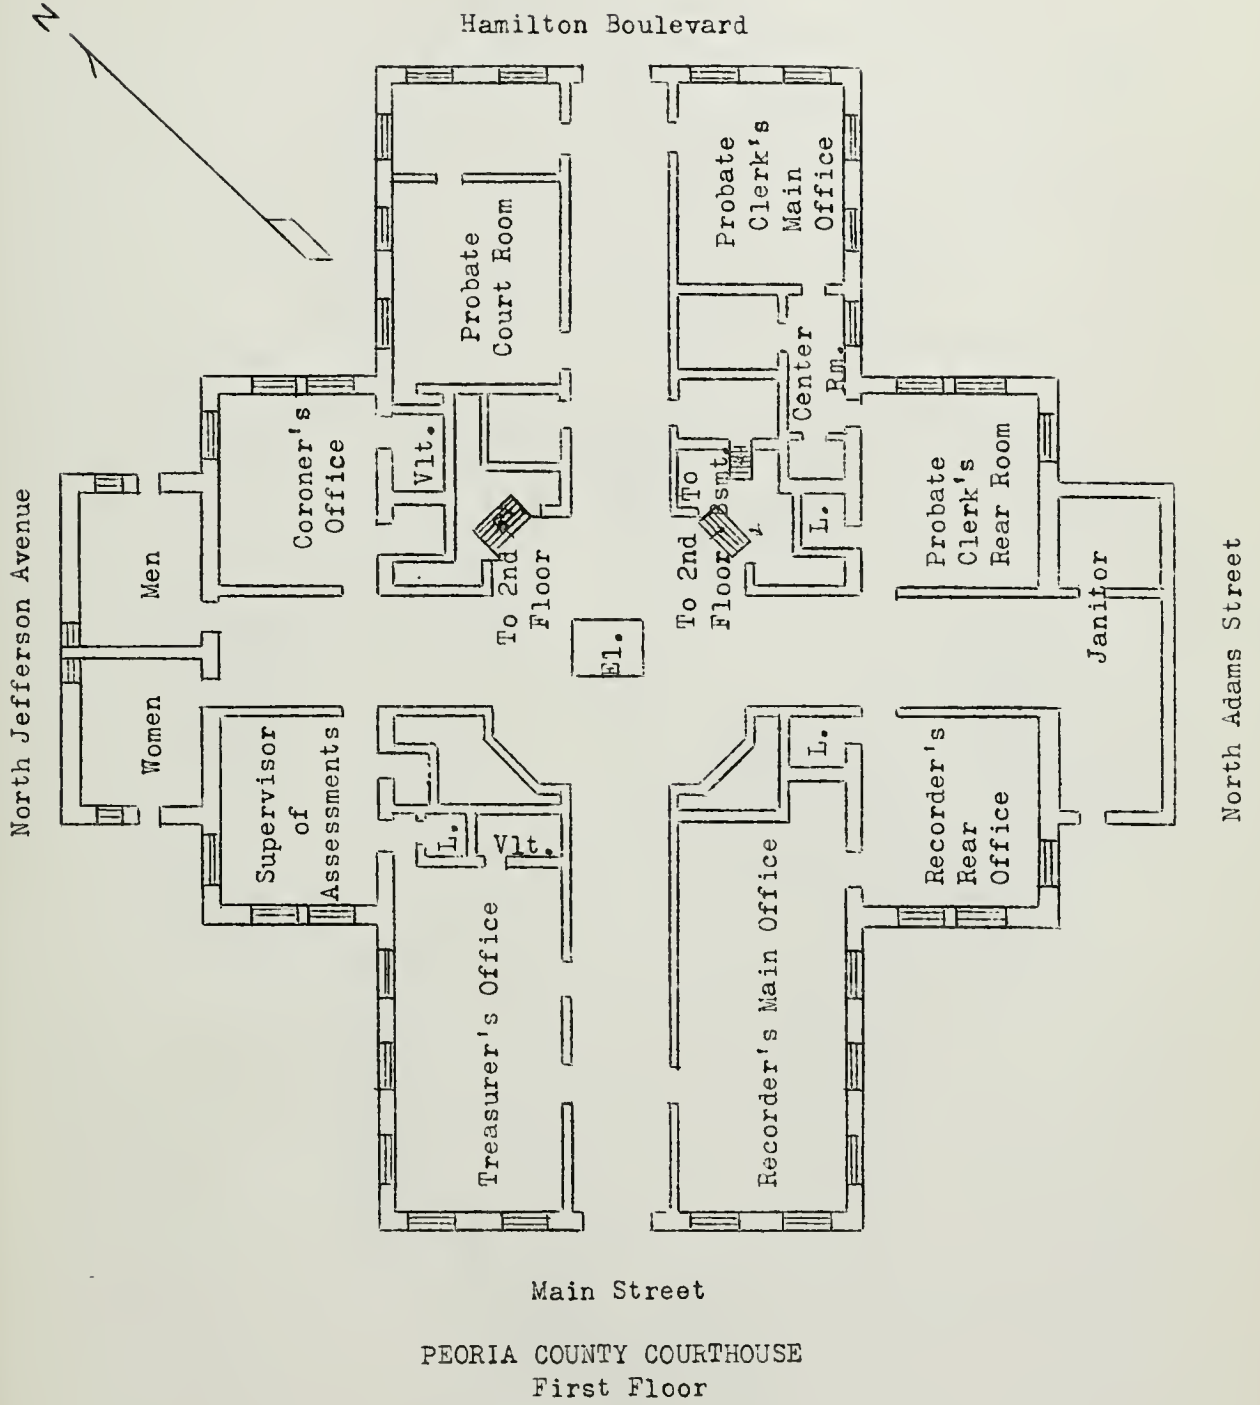 N
Hamilton Boulevard
Probate
Clerk's
Main
Office
Probate
Court Room
Center
Rm.
Coroner's
Office
Vlt.
To 2nd
Floor
To 2nd
Floor
To
Bsmt.
L.
Probate
Clerk's
Rear Room
North Jefferson Avenue
Men
Women
El.
Janitor
North Adams Street
Supervisor
of
Assessments
L.
Vlt.
L.
Recorder's
Rear
Office
Treasurer's Office
Recorder's Main Office
Main Street
PEORIA COUNTY COURTHOUSE
First Floor